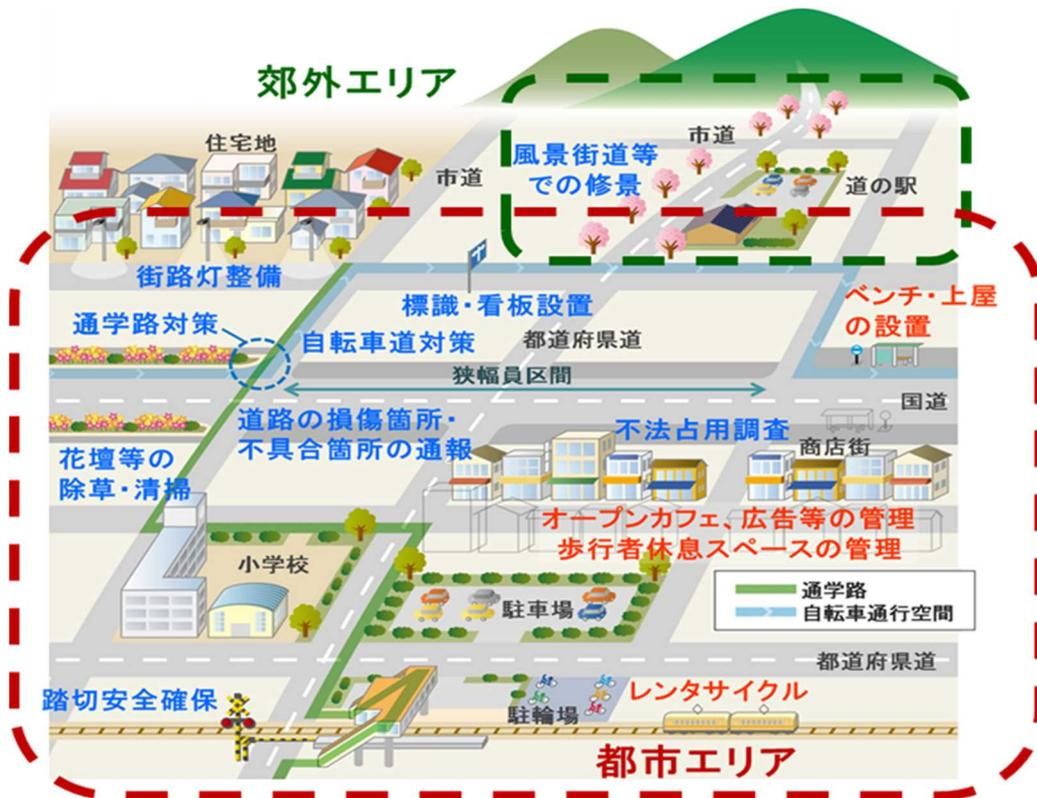 郊外エリア
住宅地
市道
市道
風景街道等
での修景
道の駅
街路灯整備
標識・看板設置
ベンチ・上屋
の設置
通学路対策
自転車道対策
都道府県道
狭幅員区間
国道
道路の損傷箇所・
不具合箇所の通報
不法占用調査
商店街
花壇等の
除草・清掃
オープンカフェ、広告等の管理
歩行者休息スペースの管理
小学校
駐車場
通学路
自転車通行空間
都道府県道
踏切安全確保
駐輪場
レンタサイクル
都市エリア